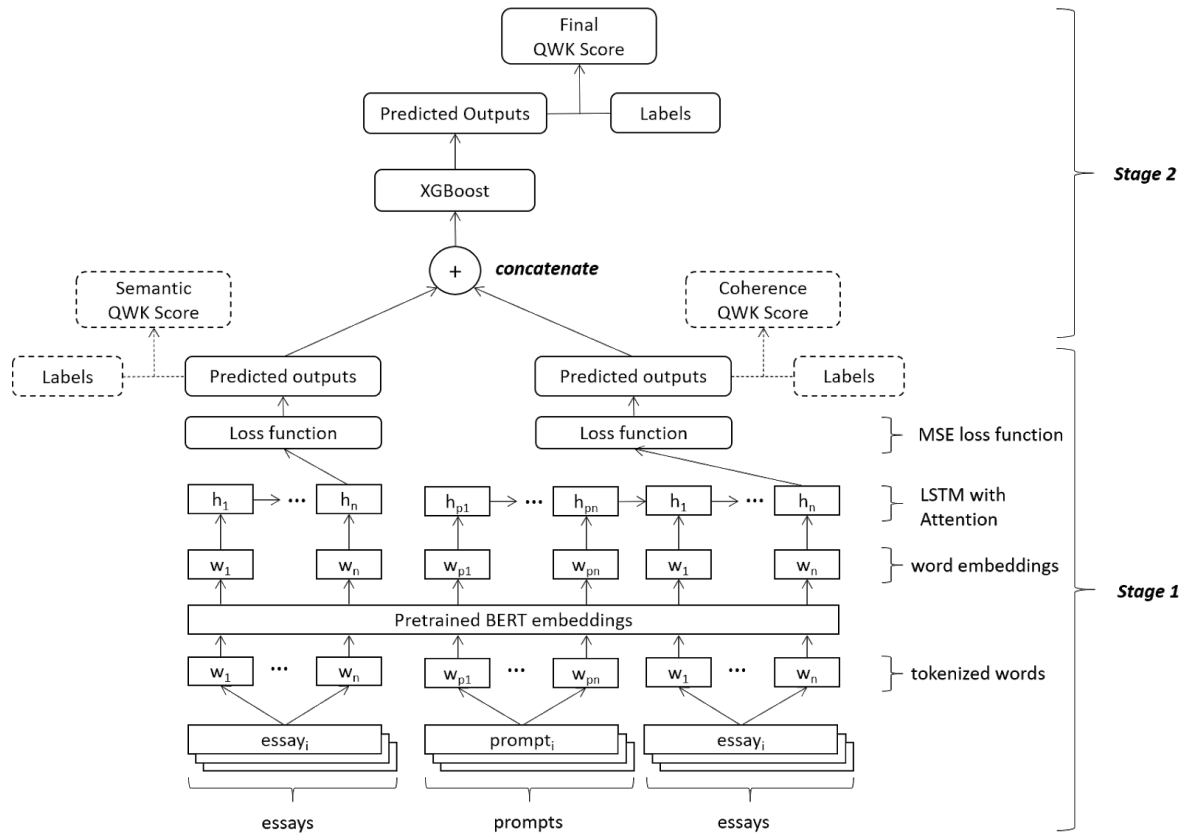 Final
QWK Score
Predicted Outputs
Labels
XGBoost
Stage 2
+
concatenate
Semantic
QWK Score
Coherence
QWK Score
Labels
Predicted outputs
Predicted outputs
Labels
Loss function
Loss function
MSE loss function
h1 ... hn hp1 ... hpn h1 ... hn
LSTM with
Attention
w1 wn wp1 wpn w1 wn
word embeddings
Stage 1
Pretrained BERT embeddings
w1 ... wn wp1 ... wpn w1 ... wn
tokenized words
essayi
prompti
essayi
essays
prompts
essays